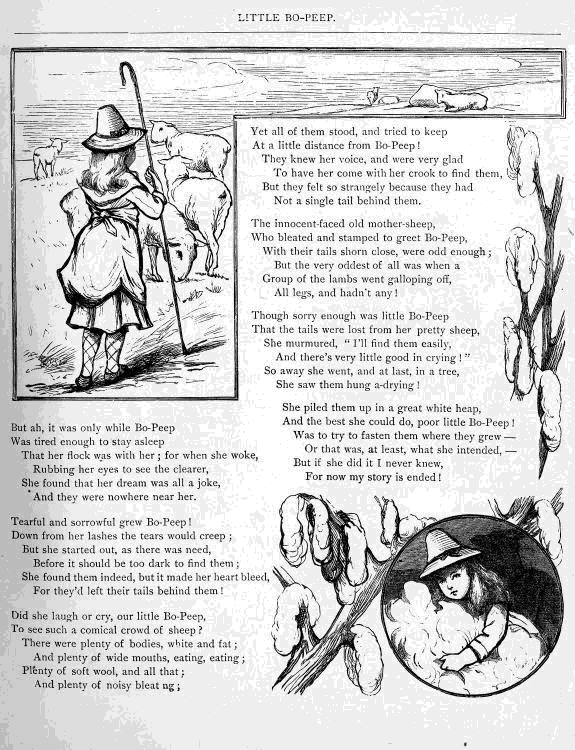 LITTLE BO-PEEP.
But ah, it was only while Bo-Peep
Was tired enough to stay asleep
That her flock was with her; for when she woke,
Rubbing her eyes to see the clearer,
She found that her dream was all a joke,
And they were nowhere near her.
Tearful and sorrowful grew Bo-Peep!
Down from her lashes the tears would creep;
But she started out, as there was need,
Before it should be too dark to find them;
She found them indeed, but it made her heart bleed,
For they'd left their tails behind them!
Did she laugh or cry, our little Bo-Peep,
To see such a comical crowd of sheep?
There were plenty of bodies, white and fat;
And plenty of wide mouths, eating, eating;
Plenty of soft wool, and all that;
And plenty of noisy bleat ng;
Yet all of them stood, and tried to keep
At a little distance from Bo-Peep!
They knew her voice, and were very glad
To have her come with her crook to find them,
But they felt so strangely because they had
Not a single tail behind them.
The innocent-faced old mother-sheep,
Who bleated and stamped to greet Bo-Peep,
With their tails shorn close, were odd enough;
But the very oddest of all was when a
Group of the lambs went galloping off,
All legs, and hadn't any!
Though sorry enough was little Bo-Peep
That the tails were lost from her pretty sheep,
She murmured, "I'll find them easily,
And there's very little good in crying!"
So away she went, and at last, in a tree,
She saw them hung a-drying!
She piled them up in a great white heap,
And the best she could do, poor little Bo-Peep!
Was to try to fasten them where they grew—
Or that was, at least, what she intended,—
But if she did it I never knew,
For now my story is ended!